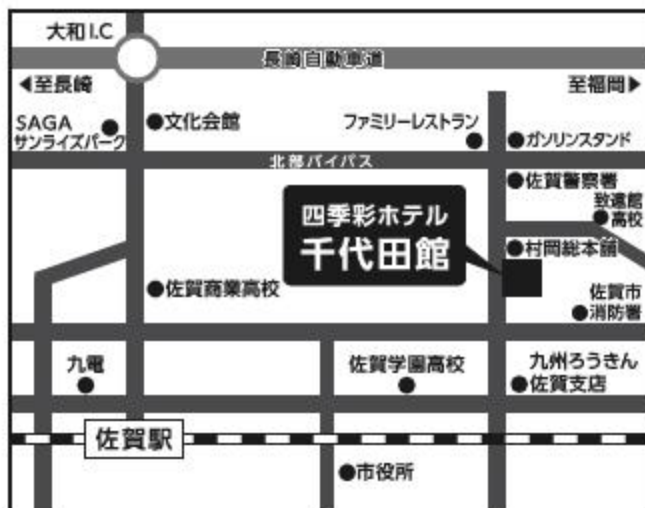 大和I.C
長崎自動車道
◀至長崎
至福岡▶
SAGA
サンライズパーク
●文化会館
ファミリーレストラン
●ガソリンスタンド
北部バイパス
●佐賀警察署
致遠館
高校
四季彩ホテル
千代田館
●村岡総本舗
●佐賀商業高校
佐賀市
●消防署
九電
佐賀学園高校
九州ろうきん
●佐賀支店
佐賀駅
●市役所